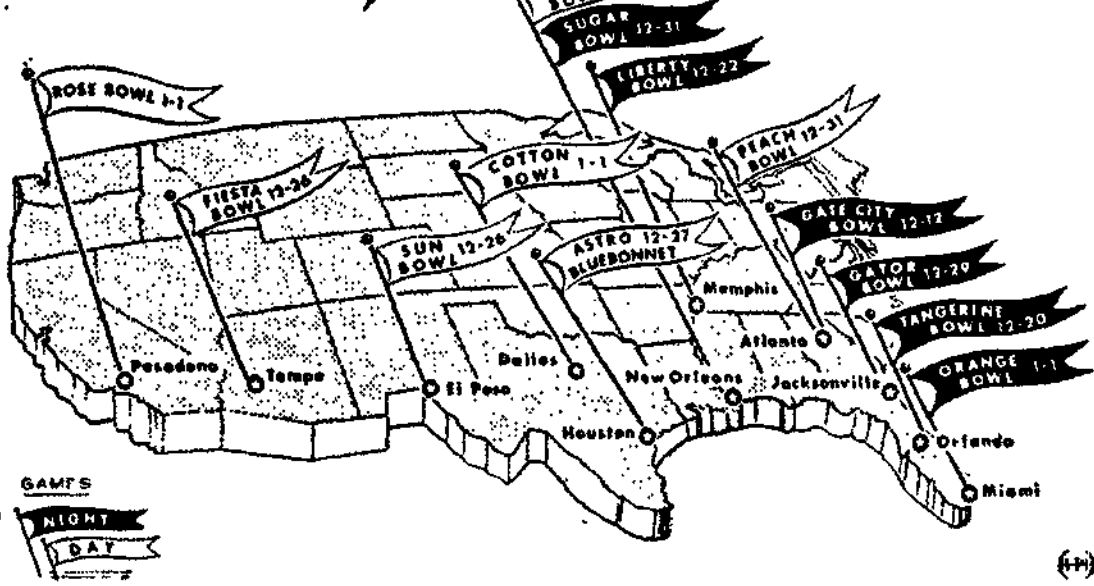 SUGAR
BOWL 12-31
LIBERTY
BOWL 12-22
ROSE BOWL 1-1
PEACH 12-31
BOWL
COTTON
BOWL 1-1
FIESTA
BOWL 12-26
GATE CITY
BOWL 12-12
SUN 12-26
BOWL
ASTRO 12-27
BLUEBONNET
GATOR 12-29
BOWL
Memphis
TANGERINE
BOWL 12-20
Atlanta
ORANGE
BOWL 1-1
Pasadena
Tempe
Dallas
El Paso
New Orleans
Jacksonville
Houston
Orlando
Miami
GAMES
NIGHT
DAY